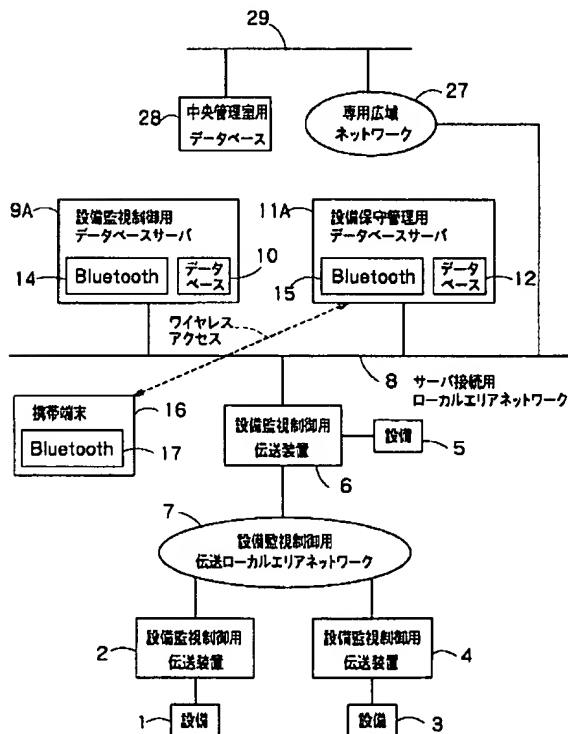 29
28
中央管理室用
データベース
27
専用広域
ネットワーク
9A
設備監視制御用
データベースサーバ
14
Bluetooth
10
データ
ベース
11A
設備保守管理用
データベースサーバ
15
Bluetooth
12
データ
ベース
ワイヤレス
アクセス
8
サーバ接続用
ローカルエリアネットワーク
携帯端末
16
Bluetooth
17
設備監視制御用
伝送装置
6
設備
5
7
設備監視制御用
伝送ローカルエリアネットワーク
2
設備監視制御用
伝送装置
設備監視制御用
伝送装置
4
1
設備
設備
3